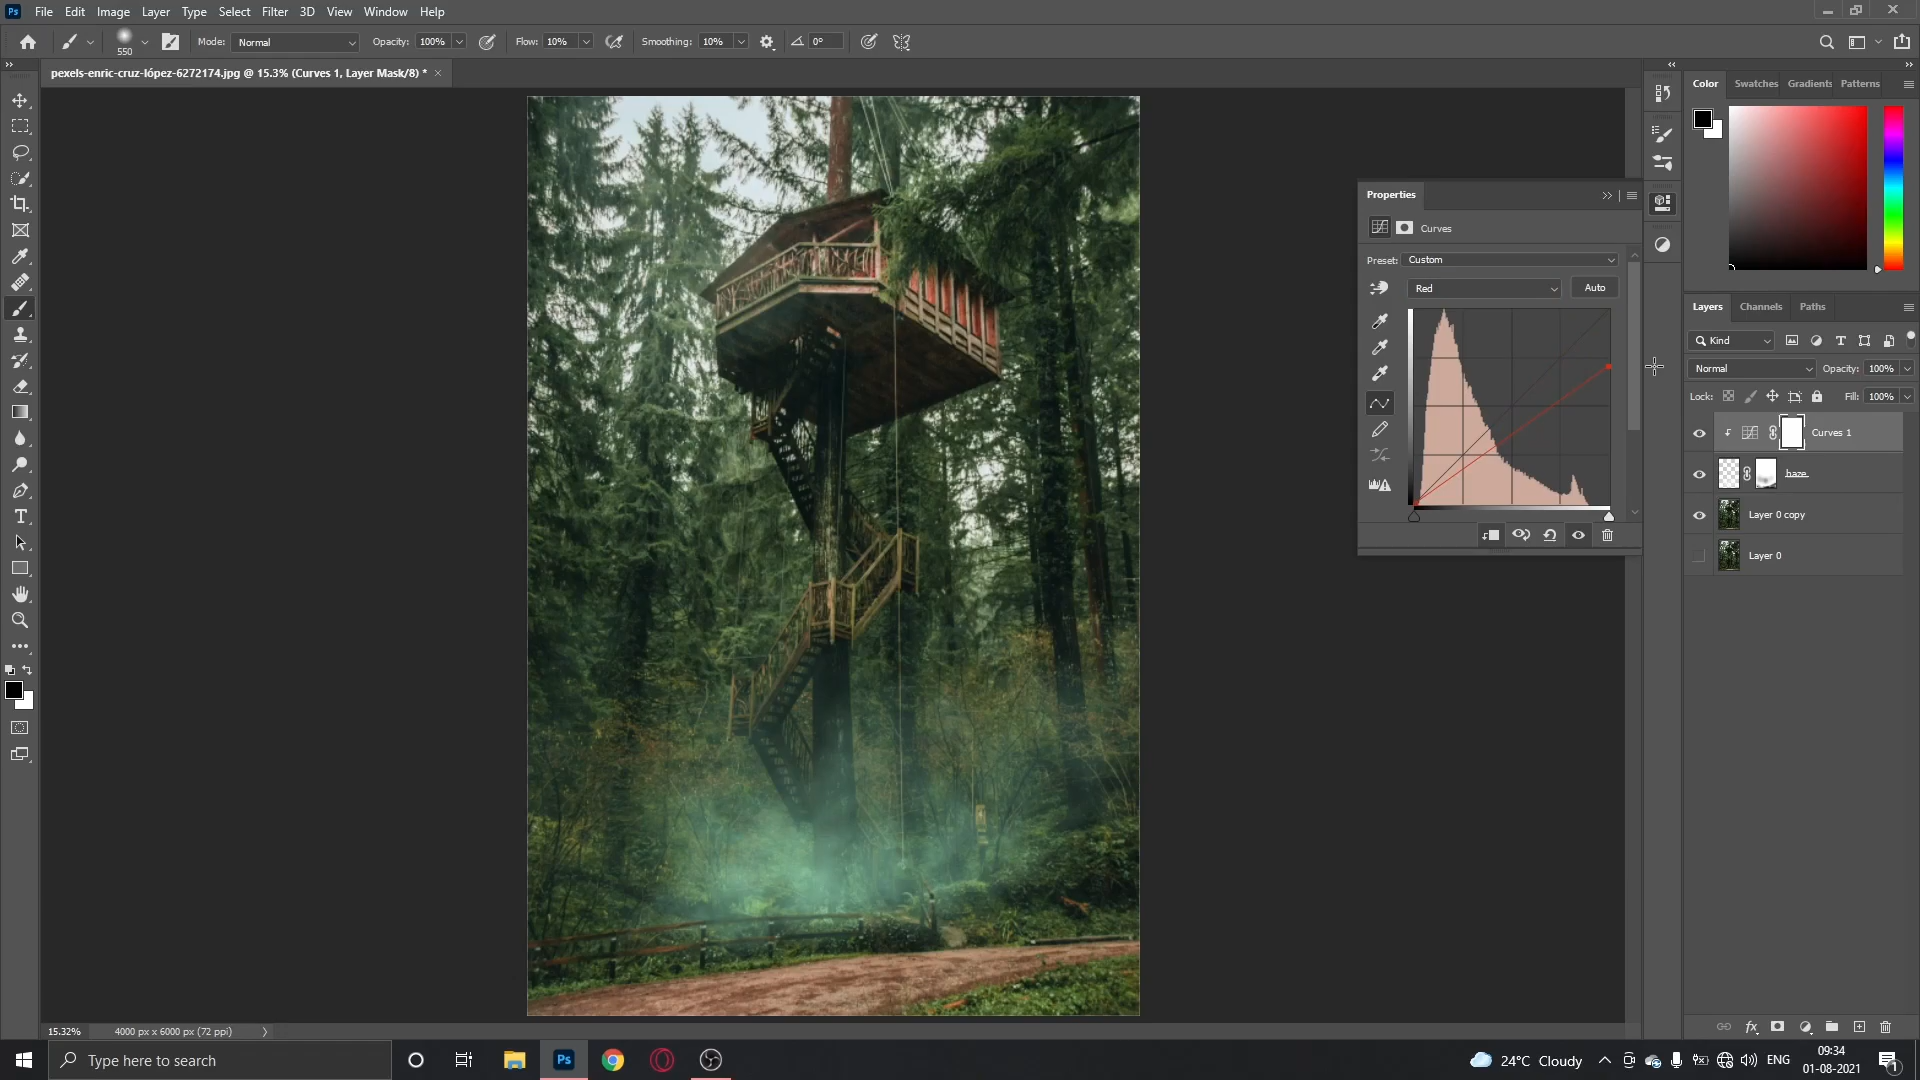 Ps File Edit Image Layer Type Select Filter 3D View Window Help
550 Mode: Normal Opacity: 100% Flow: 10% Smoothing: 10% 0°
pexels-enric-cruz-lópez-6272174.jpg @ 15.3% (Curves 1, Layer Mask/8) * ×
Color Swatches Gradients Patterns
Properties
Curves
Preset: Custom
Red Auto
Layers Channels Paths
Kind
Normal Opacity: 100%
Lock: Fill: 100%
Curves 1
haze
Layer 0 copy
Layer 0
fx
15.32% 4000 px x 6000 px (72 ppi)
Type here to search
Ps
24°C Cloudy
ENG
09:34
01-08-2021
1